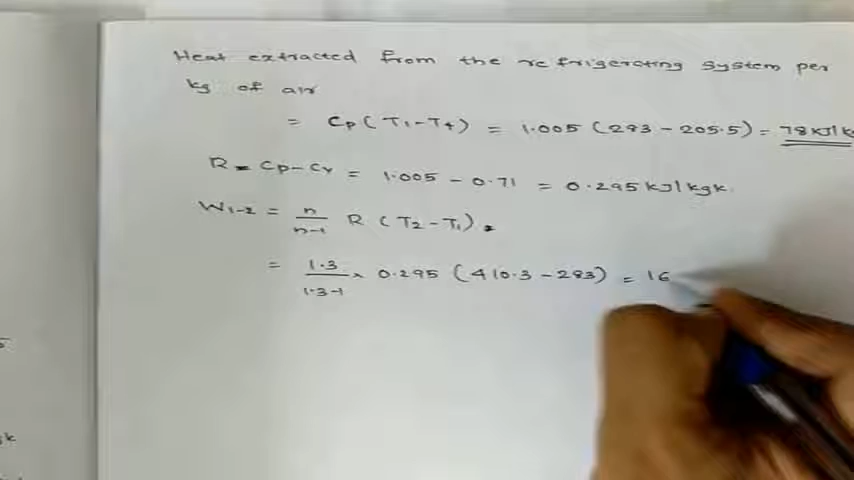 Heat extracted from the refrigerating system per
kg of air
= Cp (T1 - T4) = 1.005 (283 - 205.5) = 78 kJ/k
R = Cp - Cv = 1.005 - 0.71 = 0.295 kJ/kgk.
W1-2 = n/n-1 R (T2 - T1).
= 1.3/1.3-1 × 0.295 (410.3 - 283) = 16
k